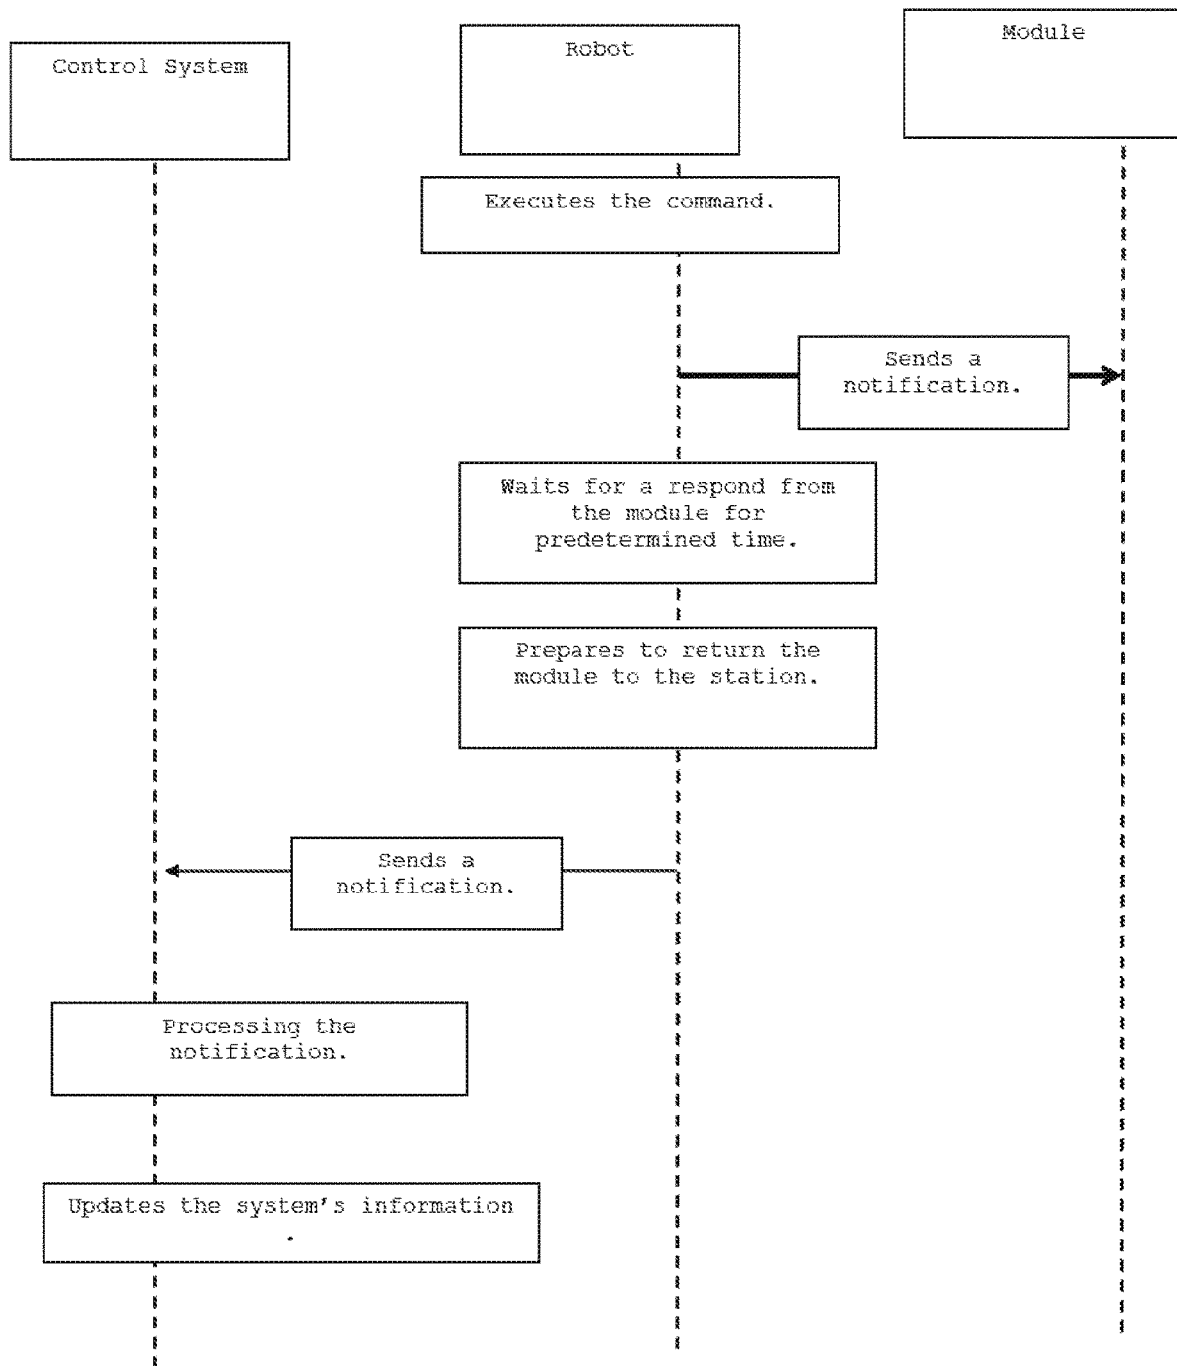 Control System
Robot
Module
Executes the command.
Sends a
notification.
Waits for a respond from
the module for
predetermined time.
Prepares to return the
module to the station.
Sends a
notification.
Processing the
notification.
Updates the system's information
.